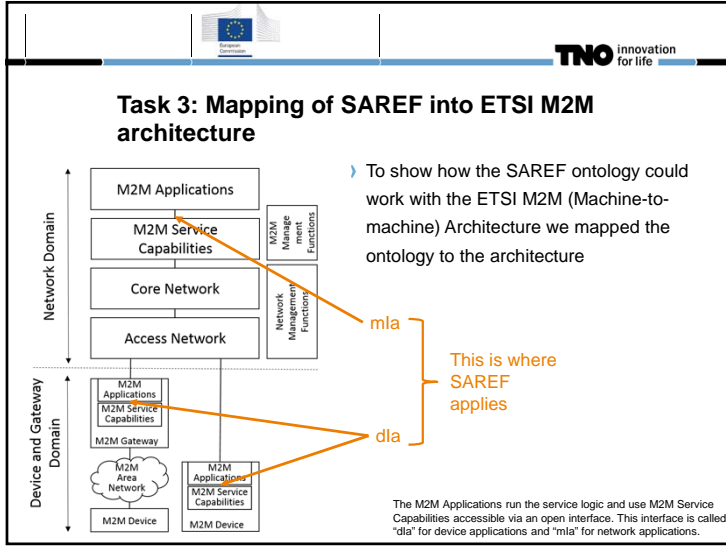 European
Commission
TNO innovation
for life
Task 3: Mapping of SAREF into ETSI M2M
architecture
› To show how the SAREF ontology could
work with the ETSI M2M (Machine-to-
machine) Architecture we mapped the
ontology to the architecture
Network Domain
M2M Applications
M2M Service
Capabilities
Core Network
Access Network
M2M
Manage
ment
Functions
Network
Management
Functions
mIa
dIa
This is where
SAREF
applies
Device and Gateway
Domain
M2M
Applications
M2M Service
Capabilities
M2M Gateway
M2M
Area
Network
M2M Device
M2M
Applications
M2M Service
Capabilities
M2M Device
The M2M Applications run the service logic and use M2M Service
Capabilities accessible via an open interface. This interface is called
“dIa” for device applications and “mIa” for network applications.